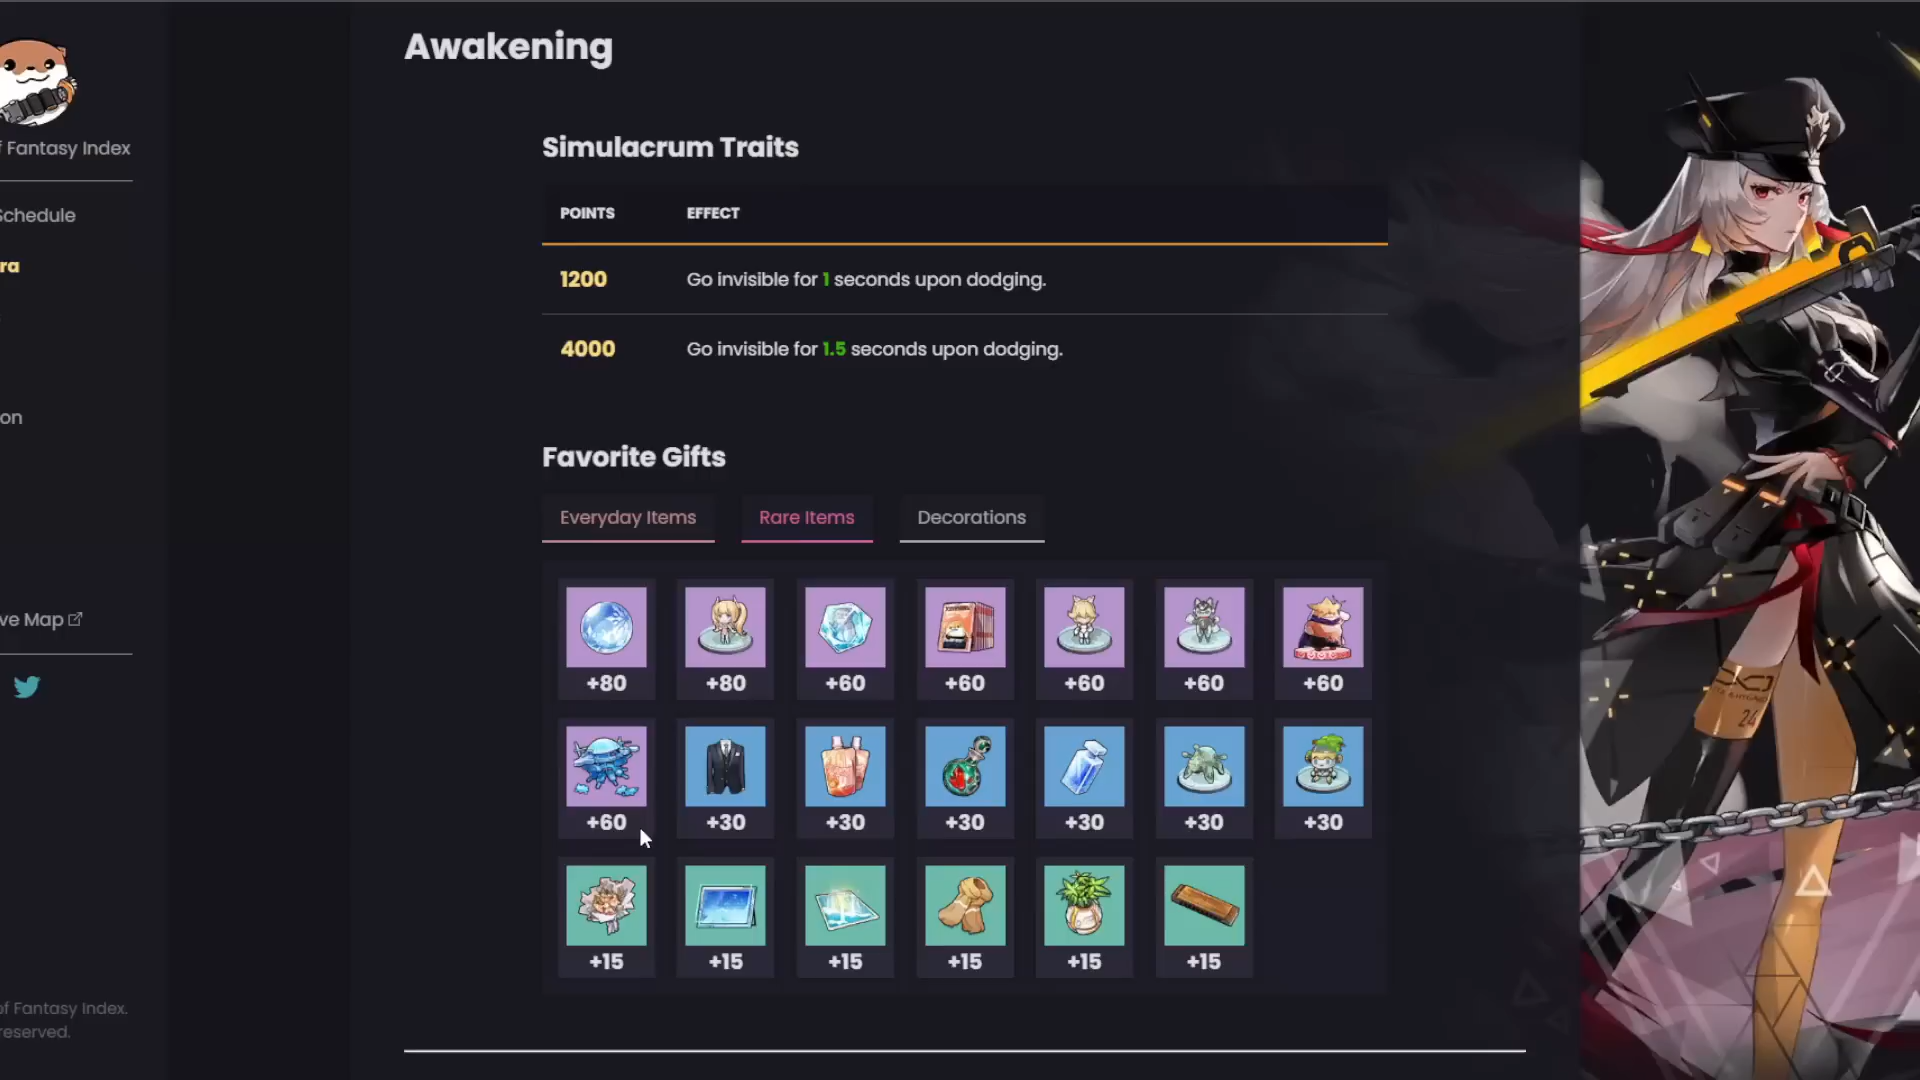 Awakening
f Fantasy Index
Schedule
ra
on
ve Map
of Fantasy Index.
reserved.
Simulacrum Traits
POINTS EFFECT
1200 Go invisible for 1 seconds upon dodging.
4000 Go invisible for 1.5 seconds upon dodging.
Favorite Gifts
Everyday Items Rare Items Decorations
+80 +80 +60 +60 +60 +60 +60
+60 +30 +30 +30 +30 +30 +30
+15 +15 +15 +15 +15 +15
24